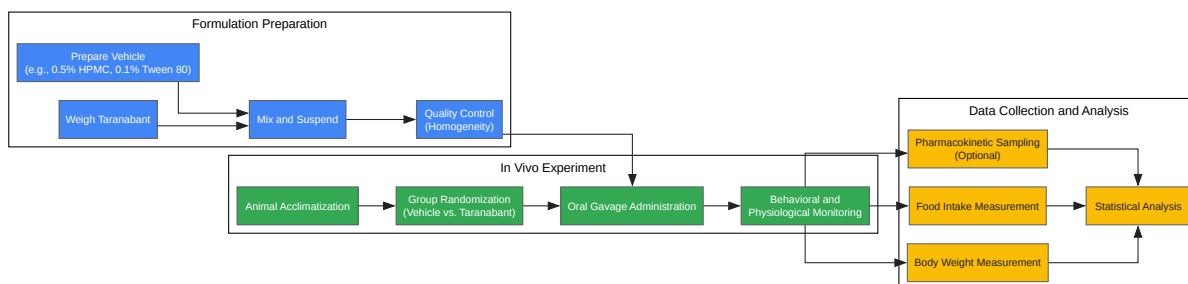 Formulation Preparation
Prepare Vehicle
(e.g., 0.5% HPMC, 0.1% Tween 80)
Weigh Taranabant
Mix and Suspend
Quality Control
(Homogeneity)
In Vivo Experiment
Animal Acclimatization
Group Randomization
(Vehicle vs. Taranabant)
Oral Gavage Administration
Behavioral and
Physiological Monitoring
Data Collection and Analysis
Pharmacokinetic Sampling
(Optional)
Food Intake Measurement
Statistical Analysis
Body Weight Measurement